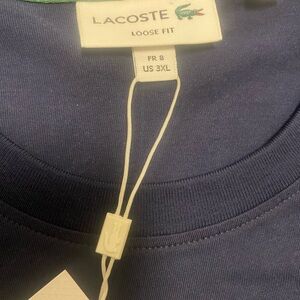 LACOSTE
LOOSE FIT
FR 8
US 3XL